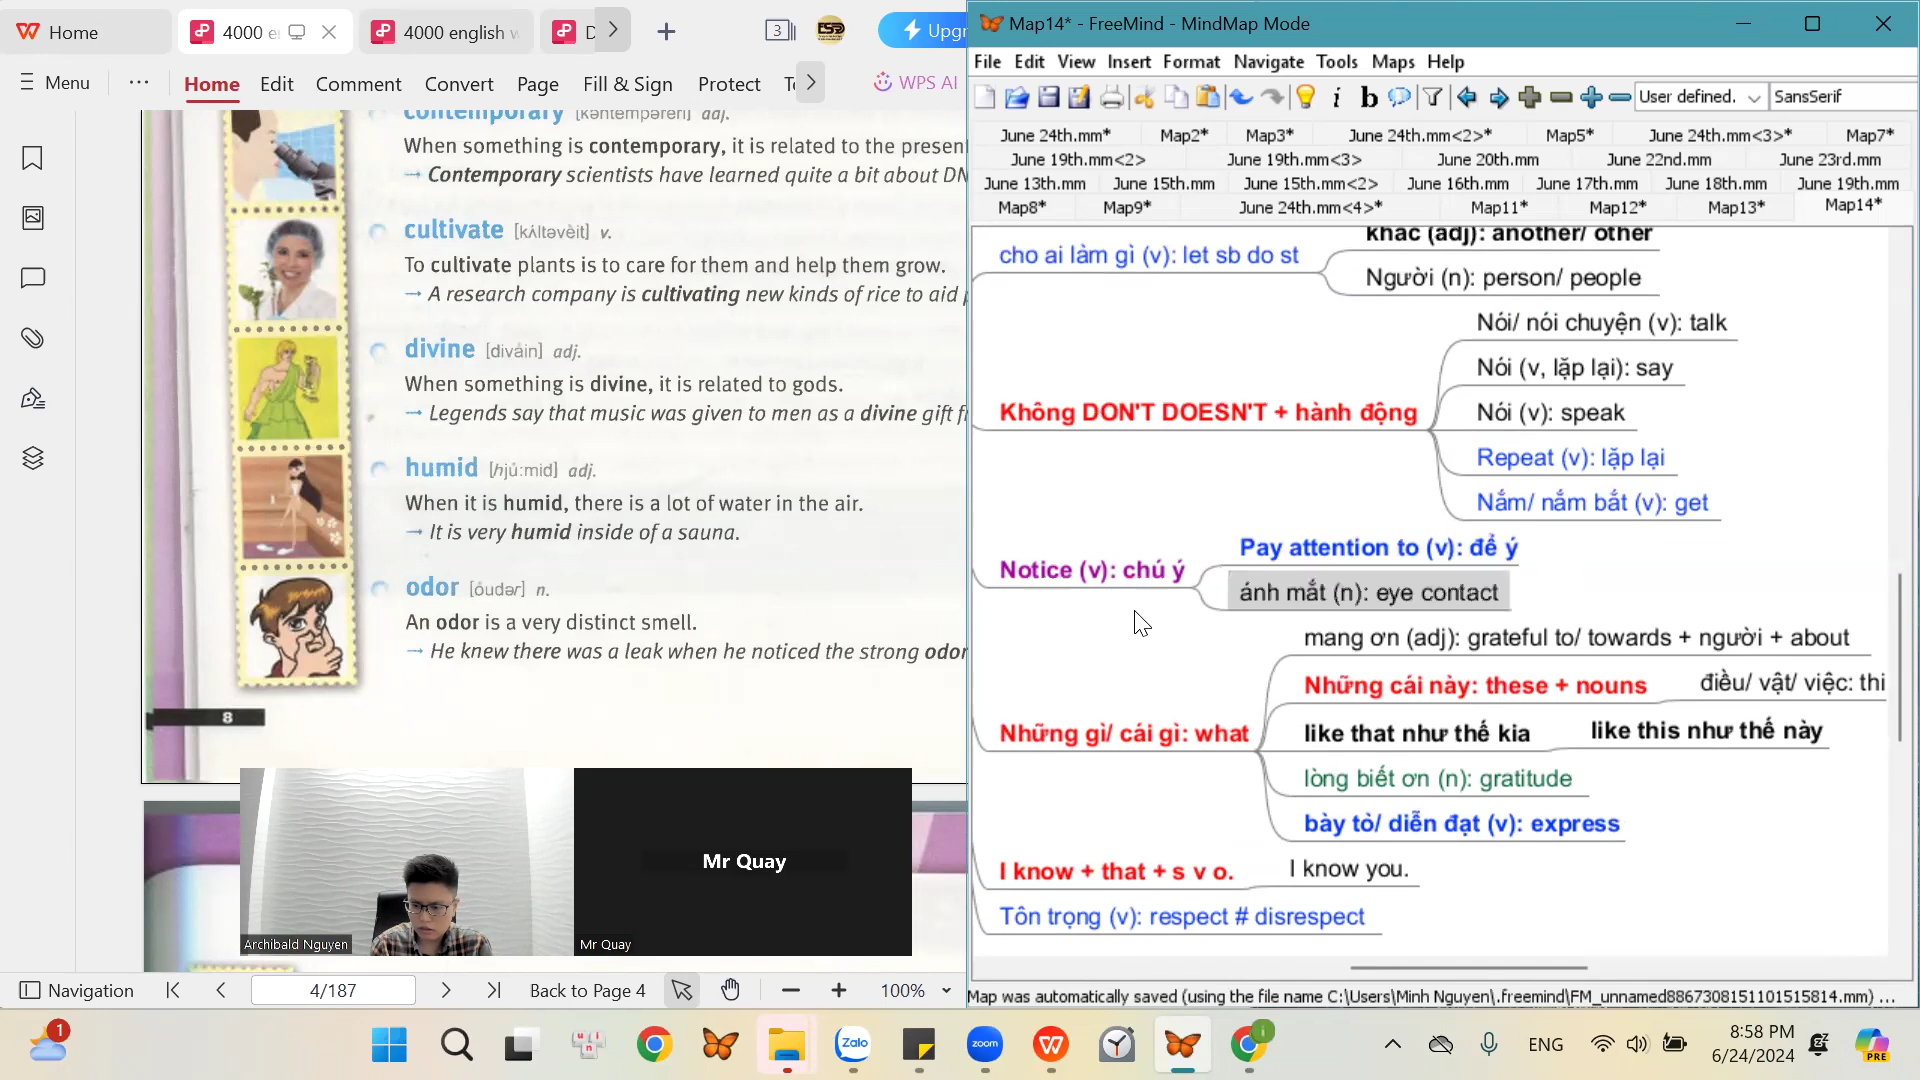 Home
4000 e
4000 english w
D
3
Upgr
Menu
Home
Edit
Comment
Convert
Page
Fill & Sign
Protect
WPS AI
contemporary [kəntémpəreri] adj.
When something is contemporary, it is related to the presen
→ Contemporary scientists have learned quite a bit about DN
cultivate [kʌ́ltəvèit] v.
To cultivate plants is to care for them and help them grow.
→ A research company is cultivating new kinds of rice to aid p
divine [diváin] adj.
When something is divine, it is related to gods.
→ Legends say that music was given to men as a divine gift f
humid [hjú:mid] adj.
When it is humid, there is a lot of water in the air.
→ It is very humid inside of a sauna.
odor [óudər] n.
An odor is a very distinct smell.
→ He knew there was a leak when he noticed the strong odor
8
Archibald Nguyen
Mr Quay
Mr Quay
Navigation
4/187
Back to Page 4
100%
Map14* - FreeMind - MindMap Mode
File Edit View Insert Format Navigate Tools Maps Help
User defined.
SansSerif
June 24th.mm* Map2* Map3* June 24th.mm<2>* Map5* June 24th.mm<3>* Map7*
June 19th.mm<2> June 19th.mm<3> June 20th.mm June 22nd.mm June 23rd.mm
June 13th.mm June 15th.mm June 15th.mm<2> June 16th.mm June 17th.mm June 18th.mm June 19th.mm
Map8* Map9* June 24th.mm<4>* Map11* Map12* Map13* Map14*
cho ai làm gì (v): let sb do st
khác (adj): another/ other
Người (n): person/ people
Không DON'T DOESN'T + hành động
Nói/ nói chuyện (v): talk
Nói (v, lặp lại): say
Nói (v): speak
Repeat (v): lặp lại
Nắm/ nắm bắt (v): get
Notice (v): chú ý
Pay attention to (v): để ý
ánh mắt (n): eye contact
Những gì/ cái gì: what
mang ơn (adj): grateful to/ towards + người + about
Những cái này: these + nouns
điều/ vật/ việc: thi
like that như thế kia
like this như thế này
lòng biết ơn (n): gratitude
bày tỏ/ diễn đạt (v): express
I know + that + s v o.
I know you.
Tôn trọng (v): respect # disrespect
Map was automatically saved (using the file name C:\Users\Minh Nguyen\.freemind\FM_unnamed8867308151101515814.mm) ...
1
Zalo
zoom
ENG
8:58 PM
6/24/2024
PRE